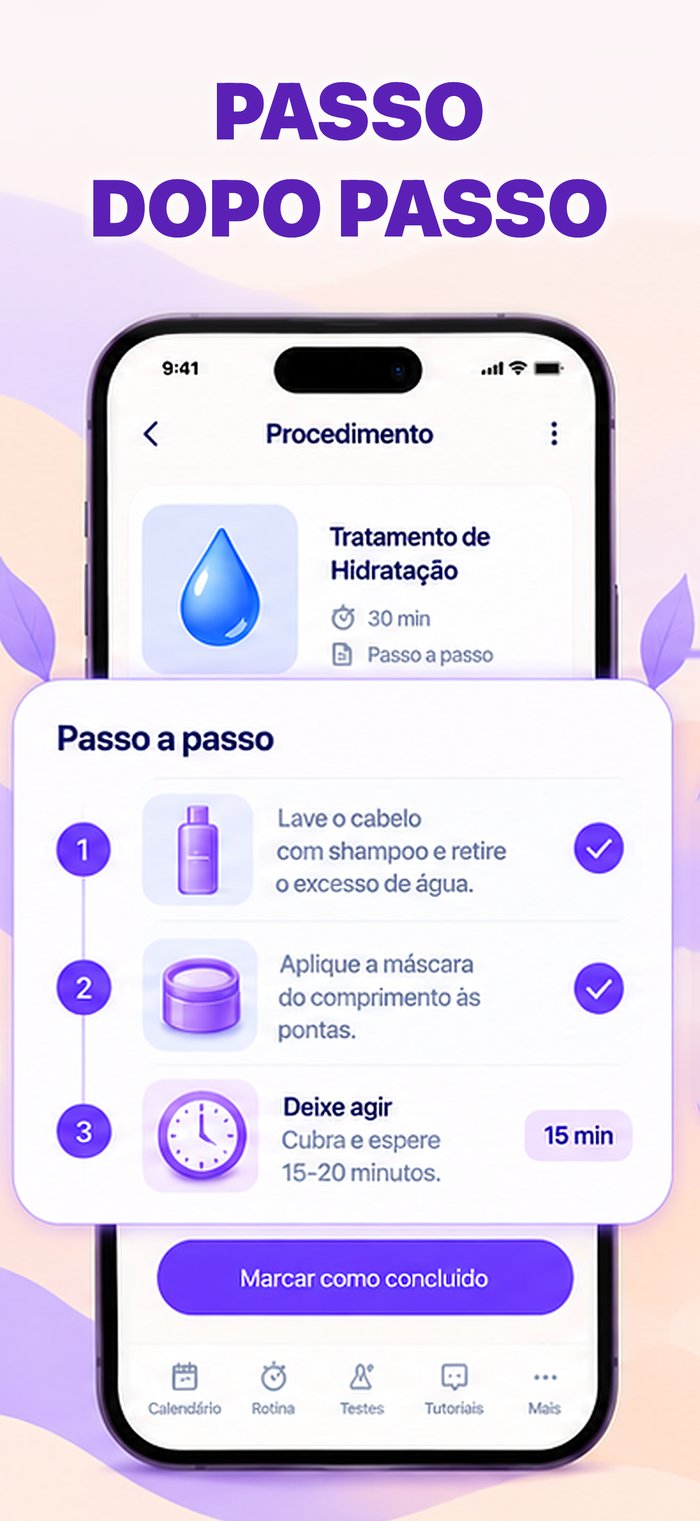 PASSO
DOPO PASSO
9:41
Procedimento
Tratamento de
Hidratação
30 min
Passo a passo
Passo a passo
1
Lave o cabelo
com shampoo e retire
o excesso de água.
2
Aplique a máscara
do comprimento às
pontas.
3
Deixe agir
Cubra e espere
15-20 minutos.
15 min
Marcar como concluido
Calendário
Rotina
Testes
Tutoriais
Mais